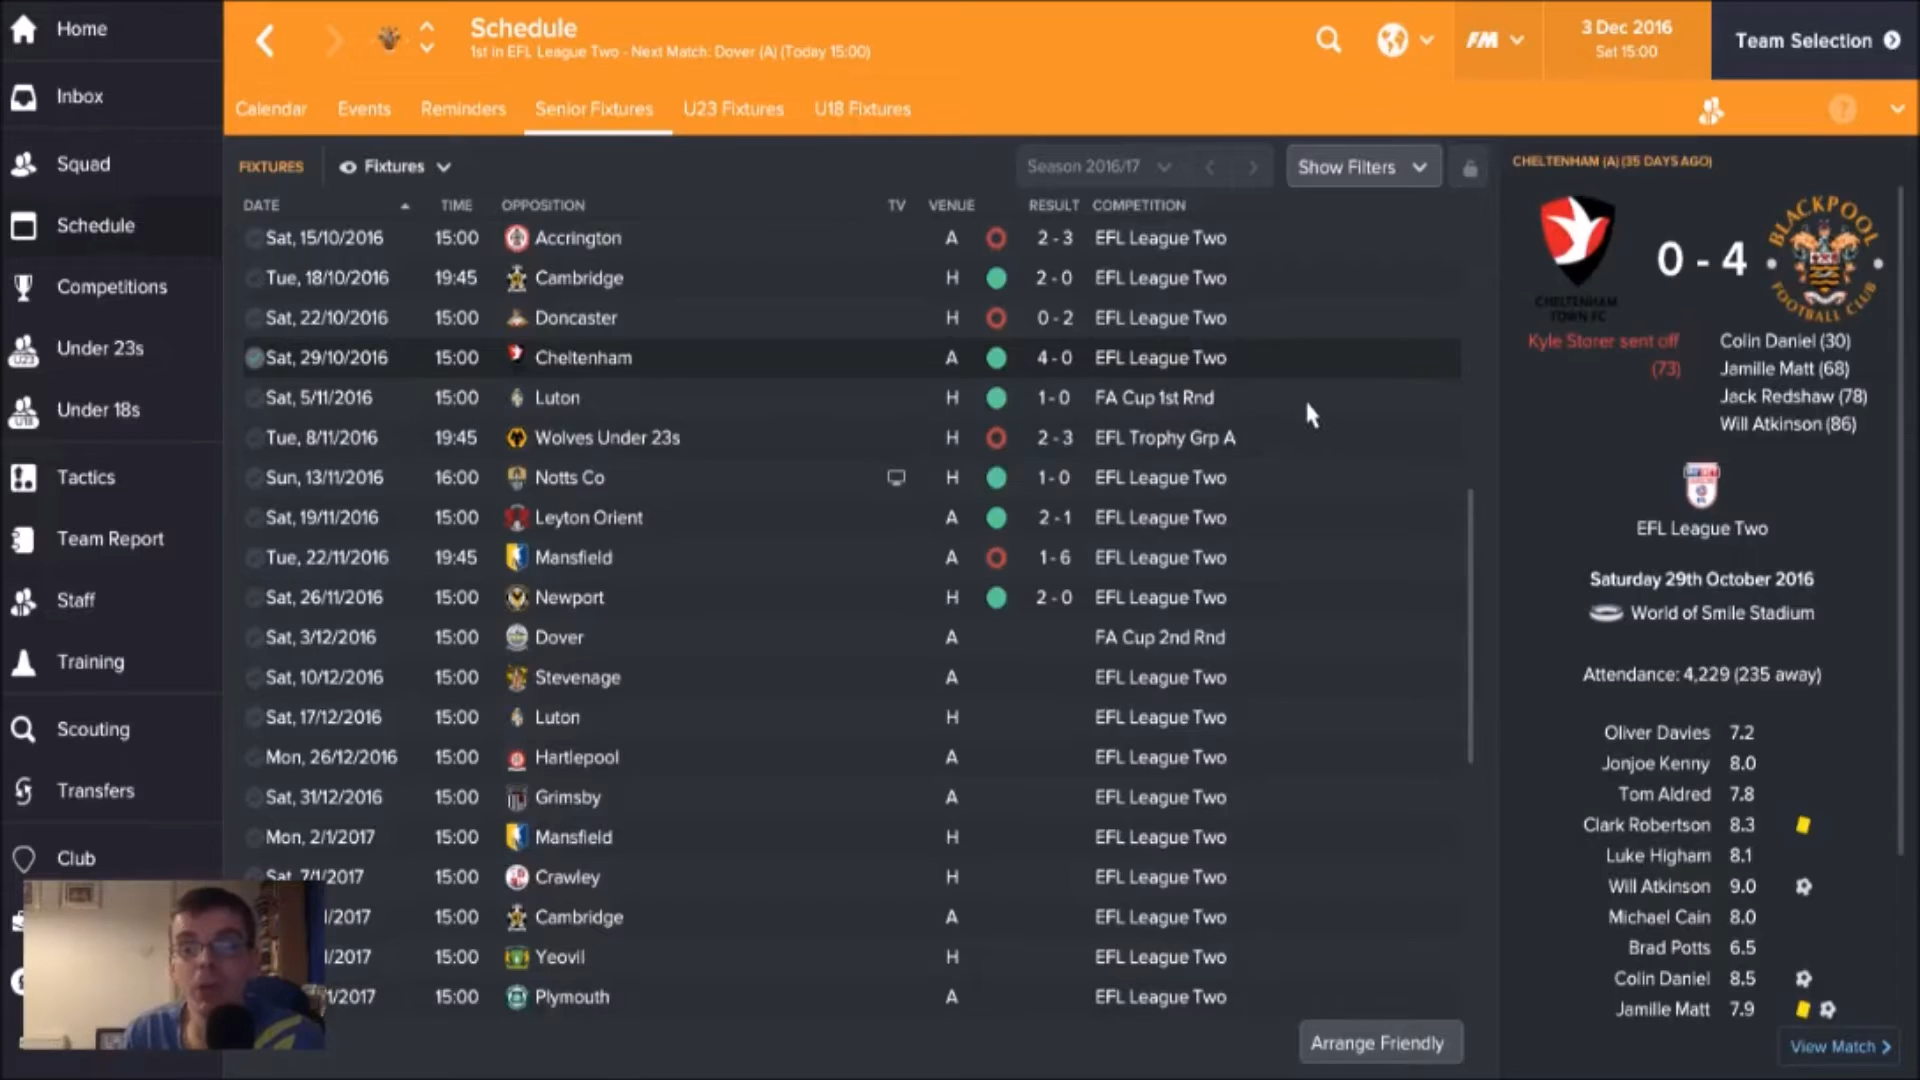 Home
Inbox
Squad
Schedule
Competitions
Under 23s
Under 18s
Tactics
Team Report
Staff
Training
Scouting
Transfers
Club
Schedule
1st in EFL League Two - Next Match: Dover (A) (Today 15:00)
FM
3 Dec 2016
Sat 15:00
Team Selection
Calendar Events Reminders Senior Fixtures U23 Fixtures U18 Fixtures
FIXTURES Fixtures Season 2016/17 Show Filters
DATE TIME OPPOSITION TV VENUE RESULT COMPETITION
Sat, 15/10/2016 15:00 Accrington A 2 - 3 EFL League Two
Tue, 18/10/2016 19:45 Cambridge H 2 - 0 EFL League Two
Sat, 22/10/2016 15:00 Doncaster H 0 - 2 EFL League Two
Sat, 29/10/2016 15:00 Cheltenham A 4 - 0 EFL League Two
Sat, 5/11/2016 15:00 Luton H 1 - 0 FA Cup 1st Rnd
Tue, 8/11/2016 19:45 Wolves Under 23s H 2 - 3 EFL Trophy Grp A
Sun, 13/11/2016 16:00 Notts Co H 1 - 0 EFL League Two
Sat, 19/11/2016 15:00 Leyton Orient A 2 - 1 EFL League Two
Tue, 22/11/2016 19:45 Mansfield A 1 - 6 EFL League Two
Sat, 26/11/2016 15:00 Newport H 2 - 0 EFL League Two
Sat, 3/12/2016 15:00 Dover A FA Cup 2nd Rnd
Sat, 10/12/2016 15:00 Stevenage A EFL League Two
Sat, 17/12/2016 15:00 Luton H EFL League Two
Mon, 26/12/2016 15:00 Hartlepool A EFL League Two
Sat, 31/12/2016 15:00 Grimsby A EFL League Two
Mon, 2/1/2017 15:00 Mansfield H EFL League Two
Sat, 7/1/2017 15:00 Crawley H EFL League Two
/2017 15:00 Cambridge A EFL League Two
/2017 15:00 Yeovil H EFL League Two
1/2017 15:00 Plymouth A EFL League Two
Arrange Friendly
CHELTENHAM (A) (35 DAYS AGO)
CHELTENHAM
TOWN FC
0 - 4
BLACKPOOL
FOOTBALL CLUB
Kyle Storer sent off
(73)
Colin Daniel (30)
Jamille Matt (68)
Jack Redshaw (78)
Will Atkinson (86)
EFL League Two
Saturday 29th October 2016
World of Smile Stadium
Attendance: 4,229 (235 away)
Oliver Davies 7.2
Jonjoe Kenny 8.0
Tom Aldred 7.8
Clark Robertson 8.3
Luke Higham 8.1
Will Atkinson 9.0
Michael Cain 8.0
Brad Potts 6.5
Colin Daniel 8.5
Jamille Matt 7.9
View Match